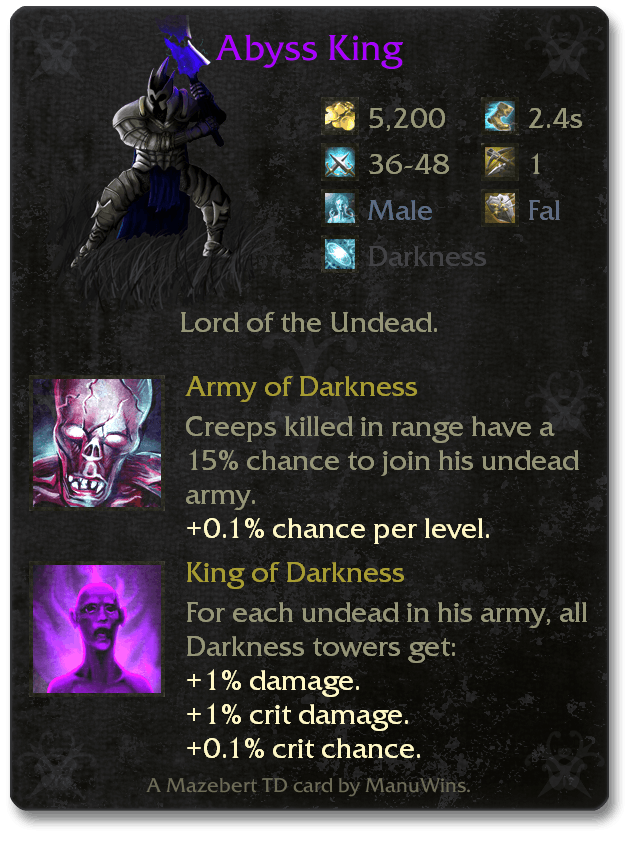 Abyss King
5,200 2.4s
36-48 1
Male Fal
Darkness
Lord of the Undead.
Army of Darkness
Creeps killed in range have a
15% chance to join his undead
army.
+0.1% chance per level.
King of Darkness
For each undead in his army, all
Darkness towers get:
+1% damage.
+1% crit damage.
+0.1% crit chance.
A Mazebert TD card by ManuWins.